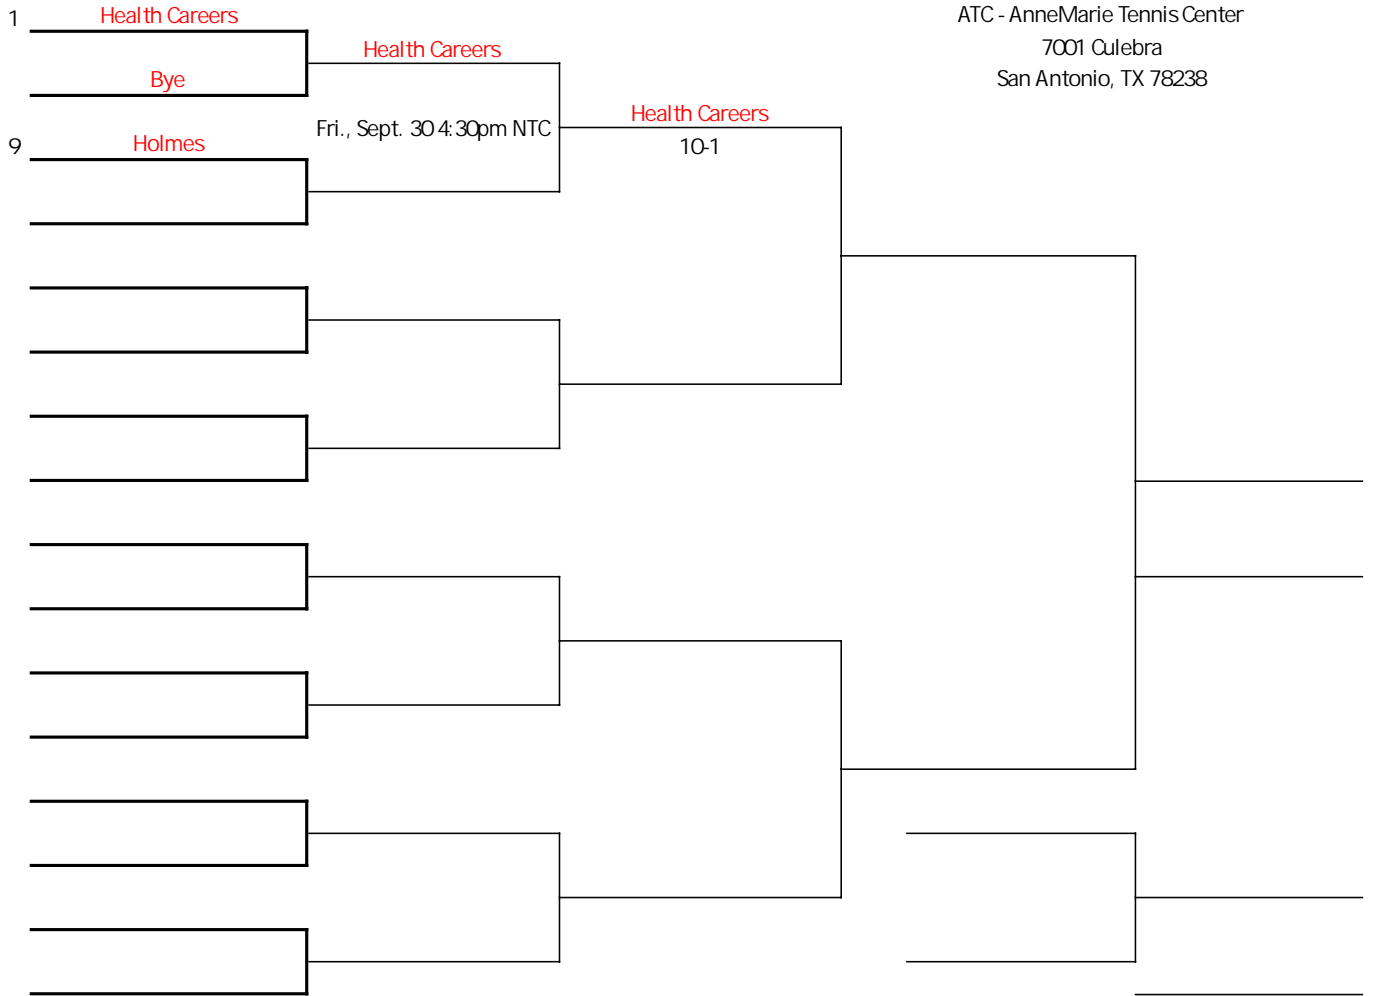 1 Health Careers
ATC - AnneMarie Tennis Center
Health Careers
7001 Culebra
Bye
San Antonio, TX 78238
Health Careers
Fri., Sept. 30 4:30pm NTC
9 Holmes
10-1